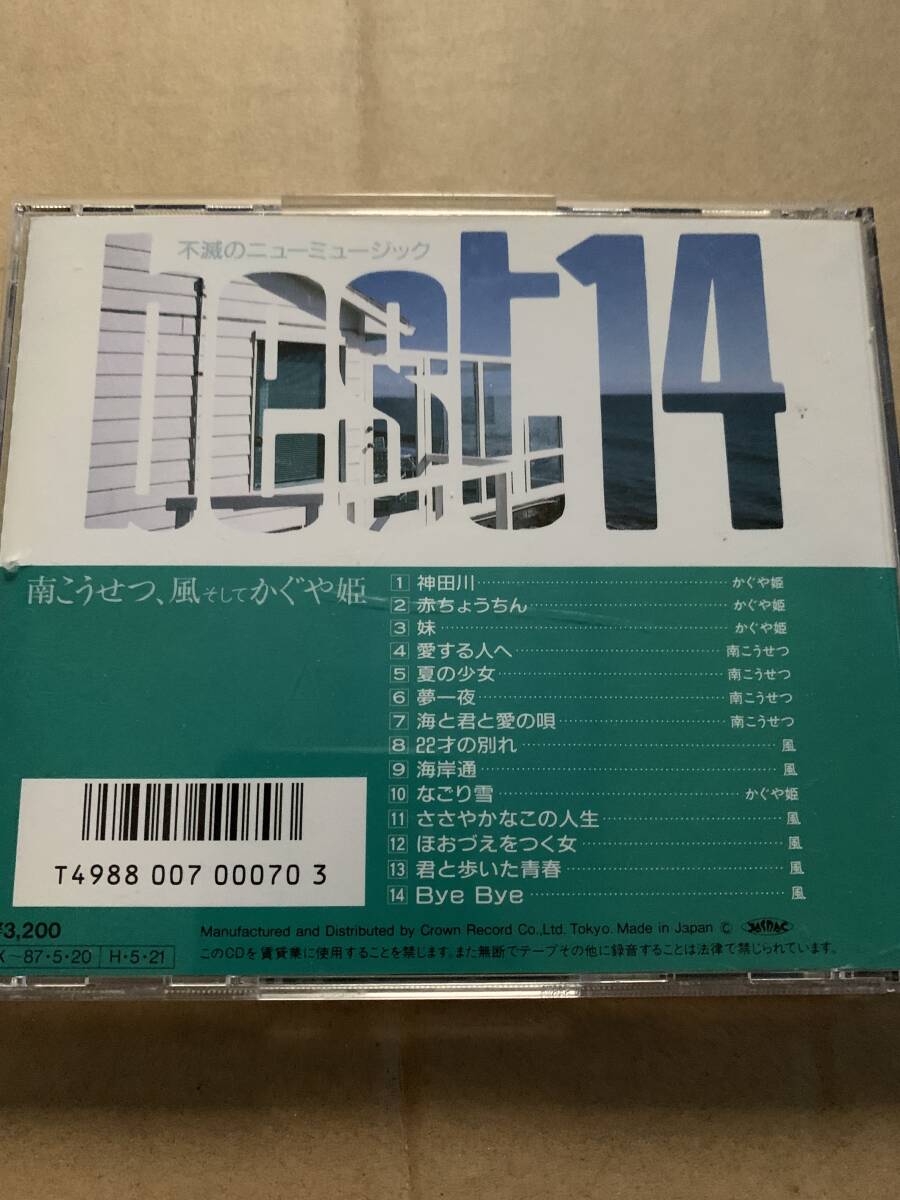 不滅のニューミュージック
best14
南こうせつ、風そしてかぐや姫
1 神田川 かぐや姫
2 赤ちょうちん かぐや姫
3 妹 かぐや姫
4 愛する人へ 南こうせつ
5 夏の少女 南こうせつ
6 夢一夜 南こうせつ
7 海と君と愛の唄 南こうせつ
8 22才の別れ 風
9 海岸通 風
10 なごり雪 かぐや姫
11 ささやかなこの人生 風
12 ほおづえをつく女 風
13 君と歩いた青春 風
14 Bye Bye 風
T4988 007 00070 3
¥3,200
Manufactured and Distributed by Crown Record Co.,Ltd. Tokyo. Made in Japan Ⓒ JASRAC
X~87・5・20 H・5・21
このCDを賃貸業に使用することを禁じます。また無断でテープその他に録音することは法律で禁じられています。